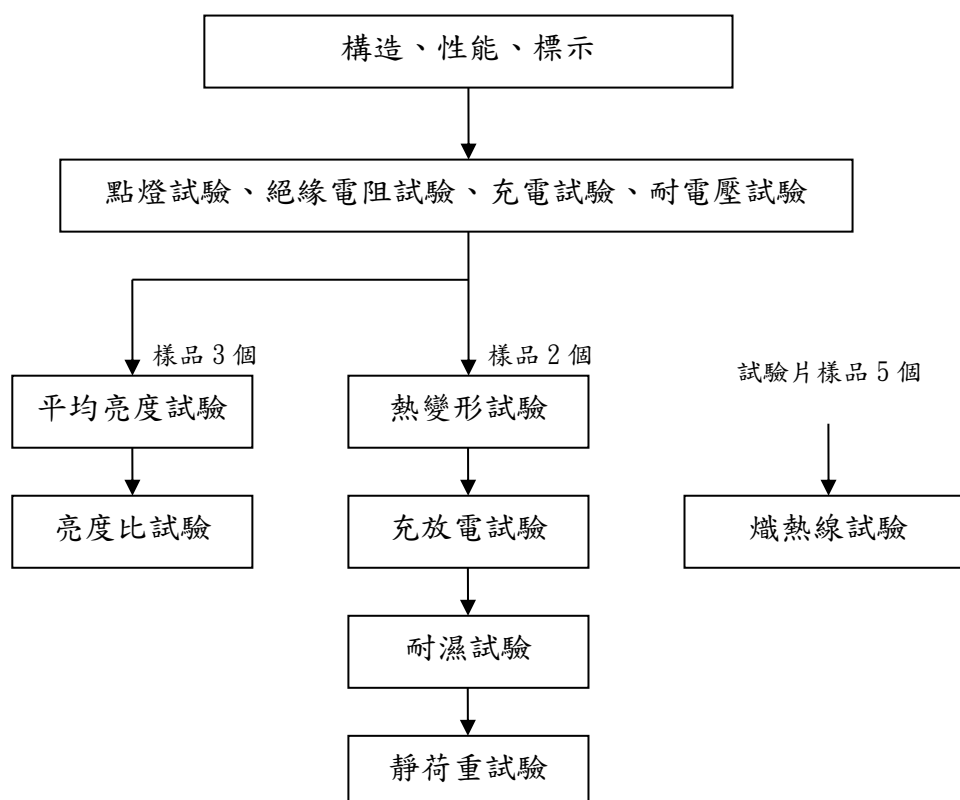 構造、性能、標示
點燈試驗、絕緣電阻試驗、充電試驗、耐電壓試驗
樣品 3 個
樣品 2 個
試驗片樣品 5 個
平均亮度試驗
熱變形試驗
亮度比試驗
充放電試驗
熾熱線試驗
耐濕試驗
靜荷重試驗